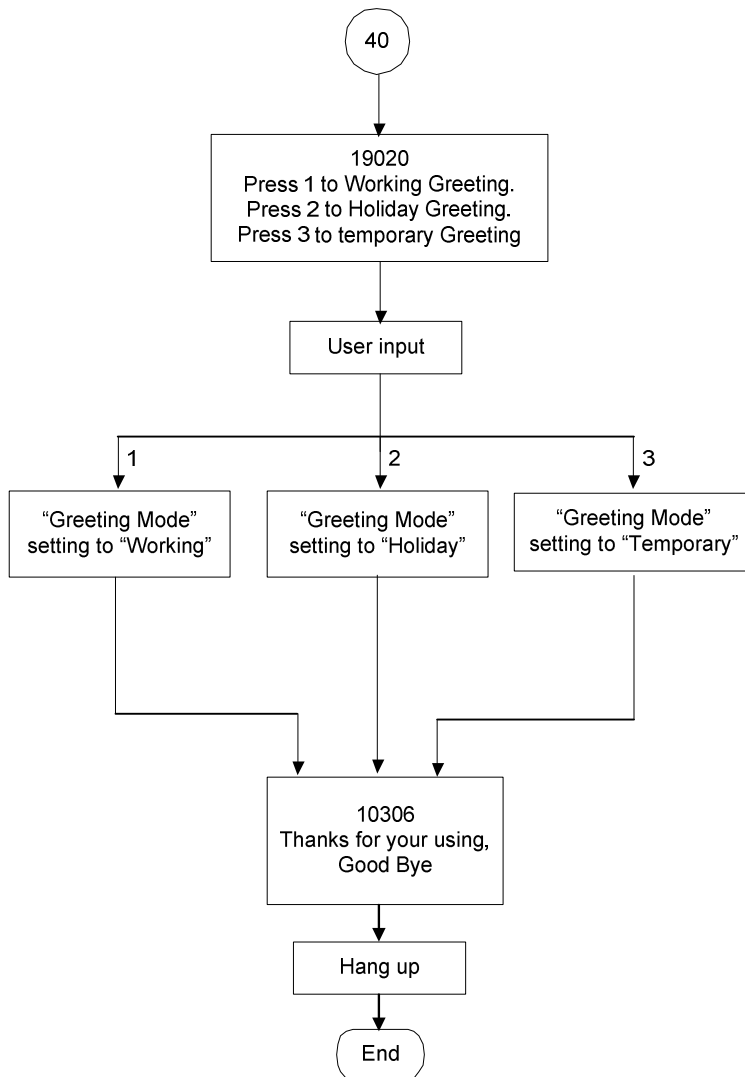 40
19020
Press 1 to Working Greeting.
Press 2 to Holiday Greeting.
Press 3 to temporary Greeting
User input
1
2
3
“Greeting Mode”
setting to “Working”
“Greeting Mode”
setting to “Holiday”
“Greeting Mode”
setting to “Temporary”
10306
Thanks for your using,
Good Bye
Hang up
End